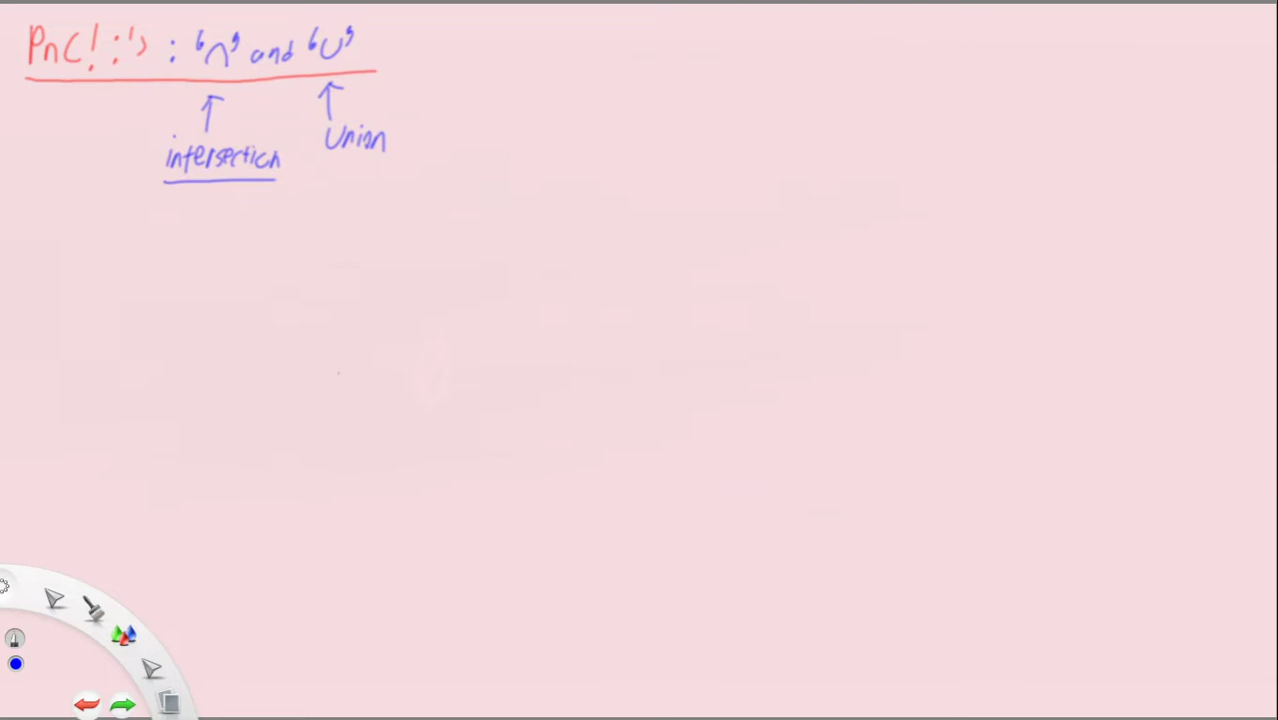 PnC ! : ' > : ‘∩’ and ‘∪’
intersection
Union